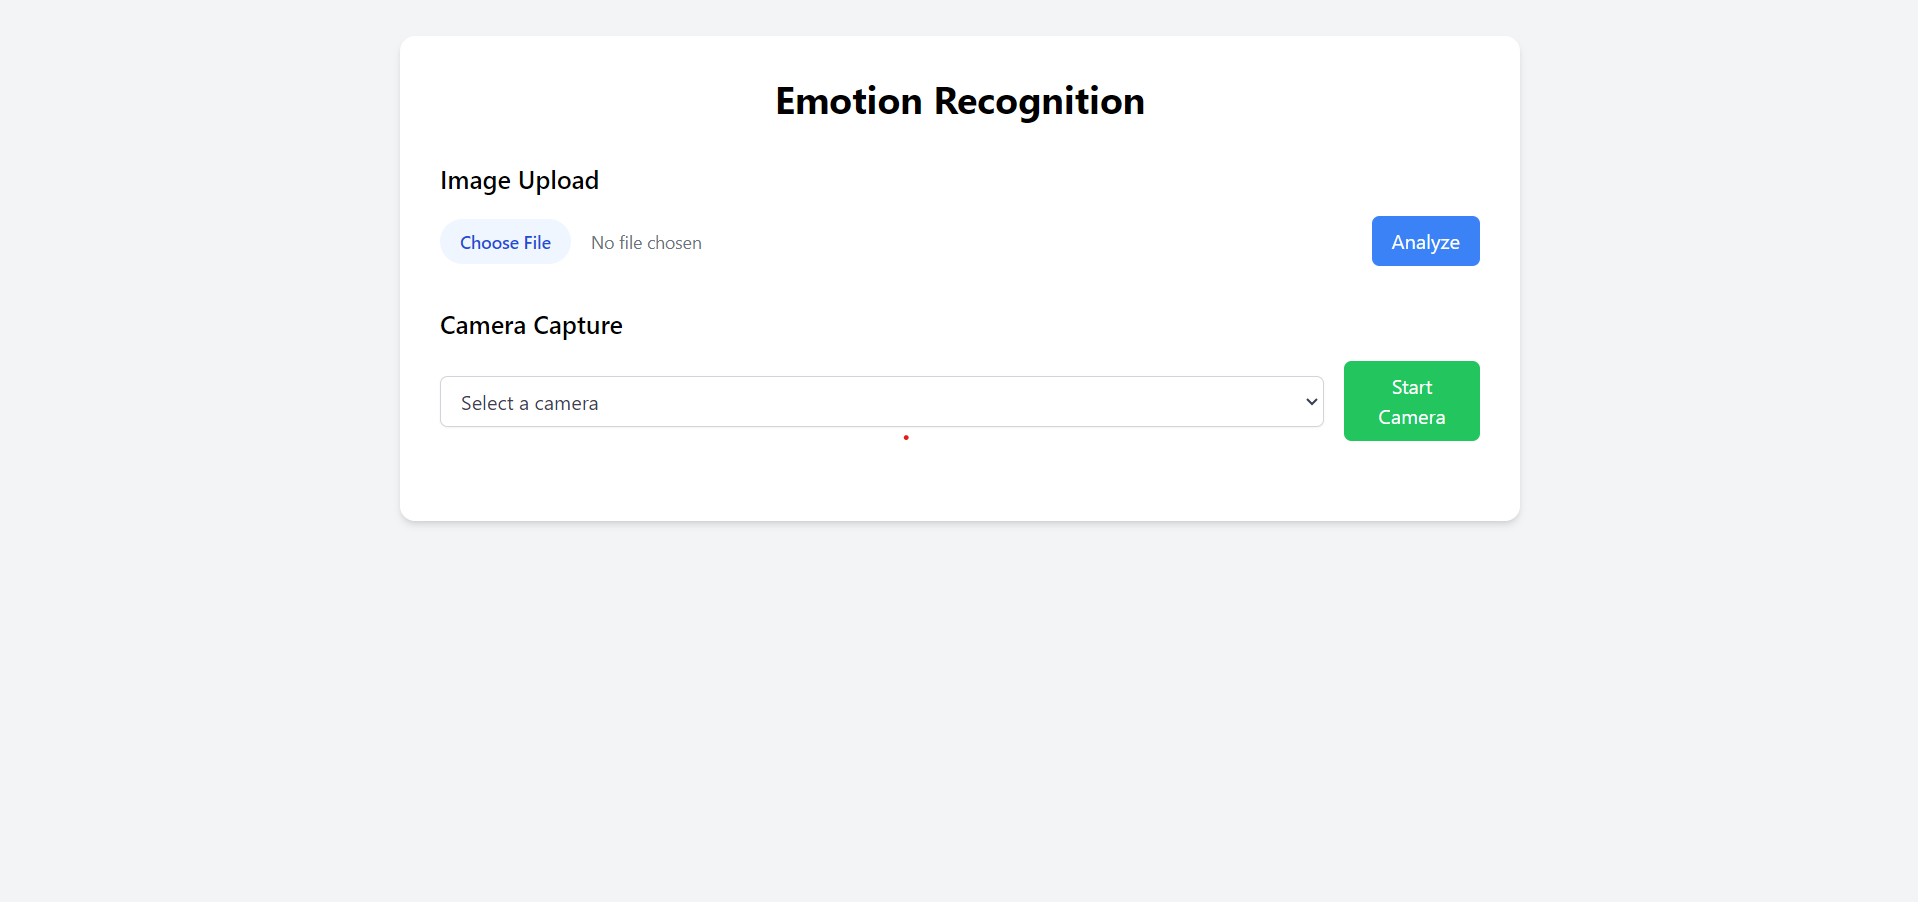 Emotion Recognition
Image Upload
Choose File No file chosen Analyze
Camera Capture
Select a camera
Start
Camera